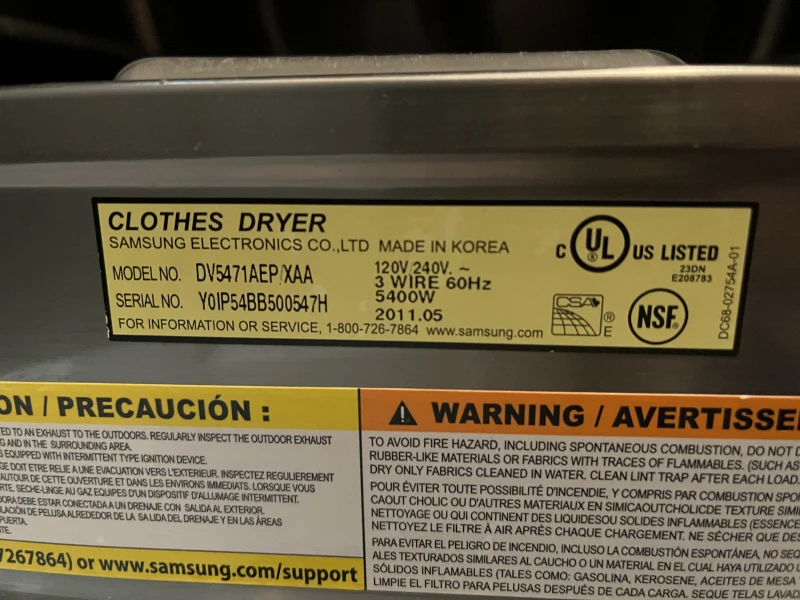 CLOTHES DRYER
SAMSUNG ELECTRONICS CO.,LTD MADE IN KOREA
MODEL NO. DV5471AEP/XAA
120V/240V. ~
3 WIRE 60Hz
SERIAL NO. Y0IP54BB500547H
5400W
2011.05
FOR INFORMATION OR SERVICE, 1-800-726-7864 www.samsung.com
C UL US LISTED
23DN
E208783
CSA ® E
NSF.
DC68-02754A-01
ON / PRECAUCIÓN :
TED TO AN EXHAUST TO THE OUTDOORS. REGULARLY INSPECT THE OUTDOOR EXHAUST
G AND IN THE SURROUNDING AREA.
S EQUIPPED WITH INTERMITTENT TYPE IGNITION DEVICE.
GE DOIT ETRE RELIE A UNE EVACUATION VERS L'EXTERIEUR. INSPECTEZ REGULIEREMENT
AUTOUR DE CETTE OUVERTURE ET DANS LES ENVIRONS IMMEDIATS. LORSQUE VOUS
RTE. SECHE-LINGE AU GAZ EQUIPES D'UN DISPOSITIF D'ALLUMAGE INTERMITTENT.
DORA DEBE ESTAR CONECTADA A UN DRENAJE CON SALIDA AL EXTERIOR.
ULACIÓN DE PELUSA ALREDEDOR DE LA SALIDA DEL DRENAJE Y EN LAS ÁREAS
PUERTA.
TE.
7267864) or www.samsung.com/support
WARNING / AVERTISSE
TO AVOID FIRE HAZARD, INCLUDING SPONTANEOUS COMBUSTION, DO NOT D
RUBBER-LIKE MATERIALS OR FABRICS WITH TRACES OF FLAMMABLES. (SUCH AS
DRY ONLY FABRICS CLEANED IN WATER. CLEAN LINT TRAP AFTER EACH LOAD.
POUR ÉVITER TOUTE POSSIBILITÉ D'INCENDIE, Y COMPRIS PAR COMBUSTION SPO
CAOUT CHOLIC OU D'AUTRES MATERIAUX EN SIMICAOUTCHOLICDE TEXTURE SIMI
NETTOYAGE OU QUI CONTINENT DES LIQUIDESOU SOLIDES INFLAMMABLES (ESSENCE
NETTOYEZ LE FILTRE À AIR APRÈS CHAQUE CHARGEMENT. NE SÉCHER QUE DES
PARA EVITAR EL PELIGRO DE INCENDIO, INCLUSO LA COMBUSTIÓN ESPONTÁNEA, NO SEQ
ALES TEXTURADOS SIMILARES AL CAUCHO O UN MATERIAL EN EL CUAL HAYA UTILIZADO U
SÓLIDOS INFLAMABLES (TALES COMO: GASOLINA, KEROSENE, ACEITES DE MESA
LIMPIE EL FILTRO PARA PELUSAS DESPUÉS DE CADA CARGA. SEQUE TELAS LAVAD